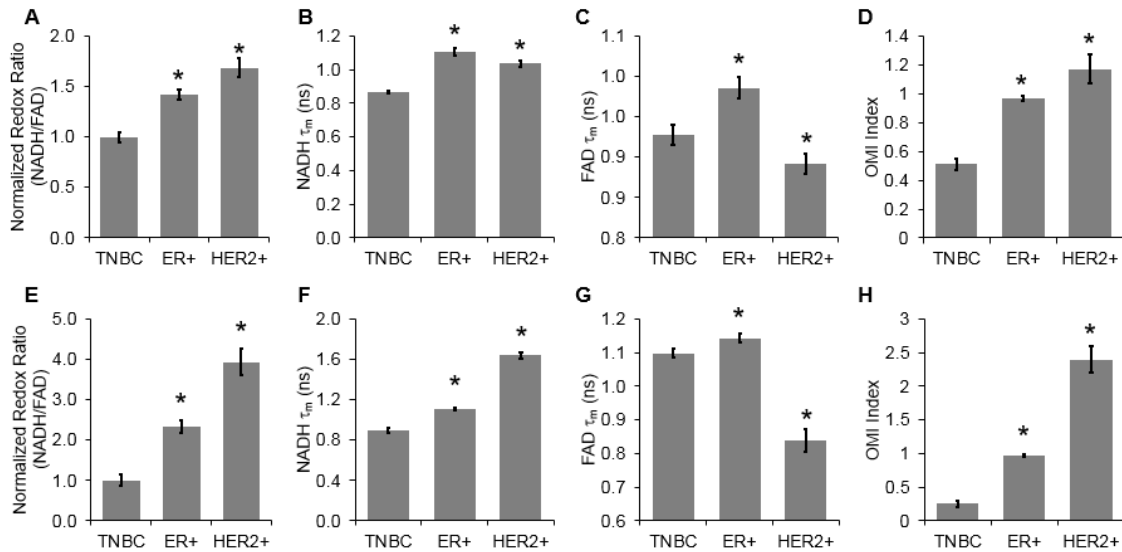 A
Normalized Redox Ratio
(NADH/FAD)
2.0
1.5
1.0
0.5
0.0
*
*
TNBC ER+ HER2+
B
NADH τm (ns)
1.2
1.0
0.8
0.6
0.4
0.2
0.0
*
*
TNBC ER+ HER2+
C
FAD τm (ns)
1.1
1.0
1.0
0.9
0.9
0.8
*
*
TNBC ER+ HER2+
D
OMI Index
1.4
1.2
1
0.8
0.6
0.4
0.2
0
*
*
TNBC ER+ HER2+
E
Normalized Redox Ratio
(NADH/FAD)
5.0
4.0
3.0
2.0
1.0
0.0
*
*
TNBC ER+ HER2+
F
NADH τm (ns)
2.0
1.6
1.2
0.8
0.4
0.0
*
*
TNBC ER+ HER2+
G
FAD τm (ns)
1.2
1.1
1.0
0.8
0.7
0.6
*
*
TNBC ER+ HER2+
H
OMI Index
3
2.5
2
1.5
1
0.5
0
*
*
TNBC ER+ HER2+